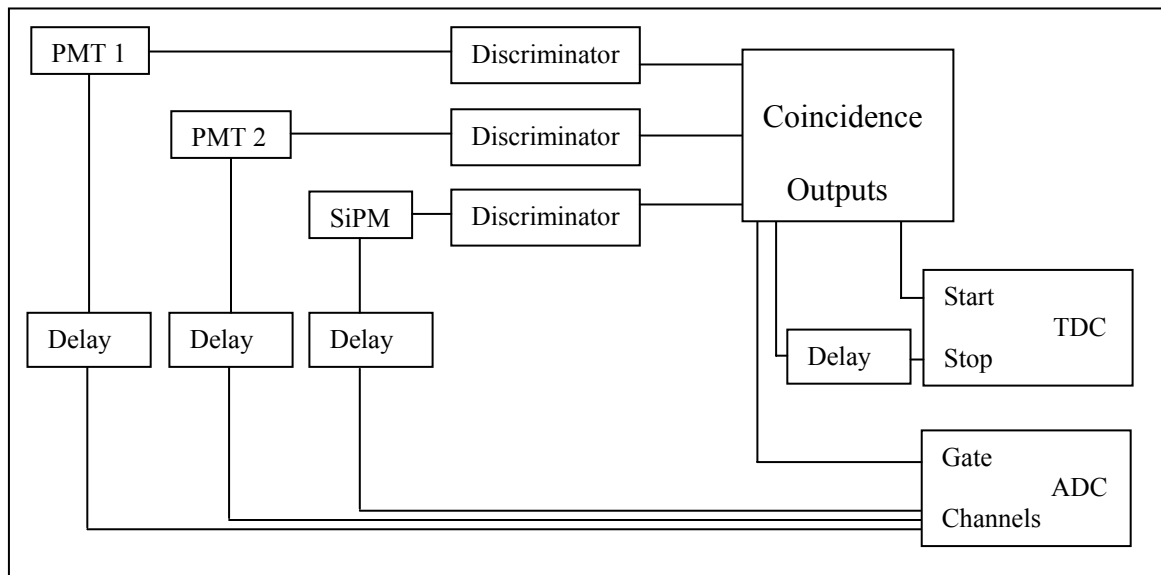 PMT 1
Discriminator
Coincidence
Outputs
PMT 2
Discriminator
SiPM
Discriminator
Delay
Delay
Delay
Start
TDC
Stop
Delay
Gate
ADC
Channels